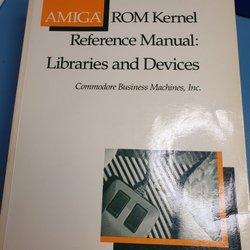 AMIGA® ROM Kernel
Reference Manual:
Libraries and Devices
Commodore Business Machines, Inc.